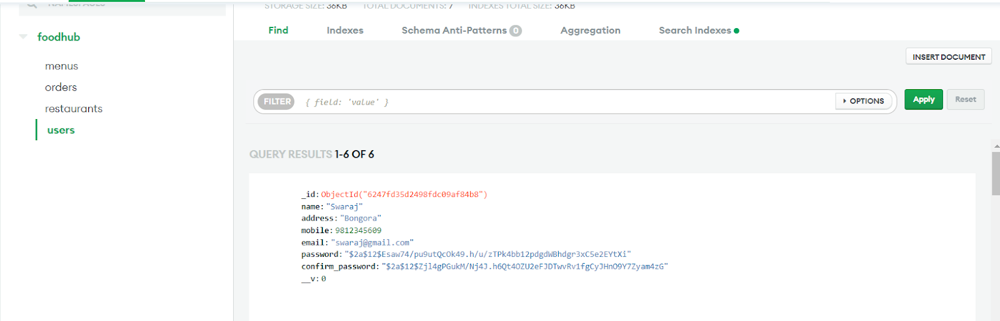 NAMESPACES
foodhub
menus
orders
restaurants
users
STORAGE SIZE: 36KB TOTAL DOCUMENTS: 7 INDEXES TOTAL SIZE: 36KB
Find Indexes Schema Anti-Patterns 0 Aggregation Search Indexes
INSERT DOCUMENT
FILTER { field: 'value' } OPTIONS Apply Reset
QUERY RESULTS 1-6 OF 6
_id: ObjectId("6247fd35d2498fdc09af84b8")
name: "Swaraj"
address: "Bongora"
mobile: 9812345609
email: "swaraj@gmail.com"
password: "$2a$12$Esaw74/pu9utQcOk49.h/u/zTPk4bb12pdgdWBhdgr3xC5e2EYtXi"
confirm_password: "$2a$12$Zjl4gPGukM/Nj4J.h6Qt4OZU2eFJDTwvRv1fgCyJHnO9Y7Zyam4zG"
__v: 0